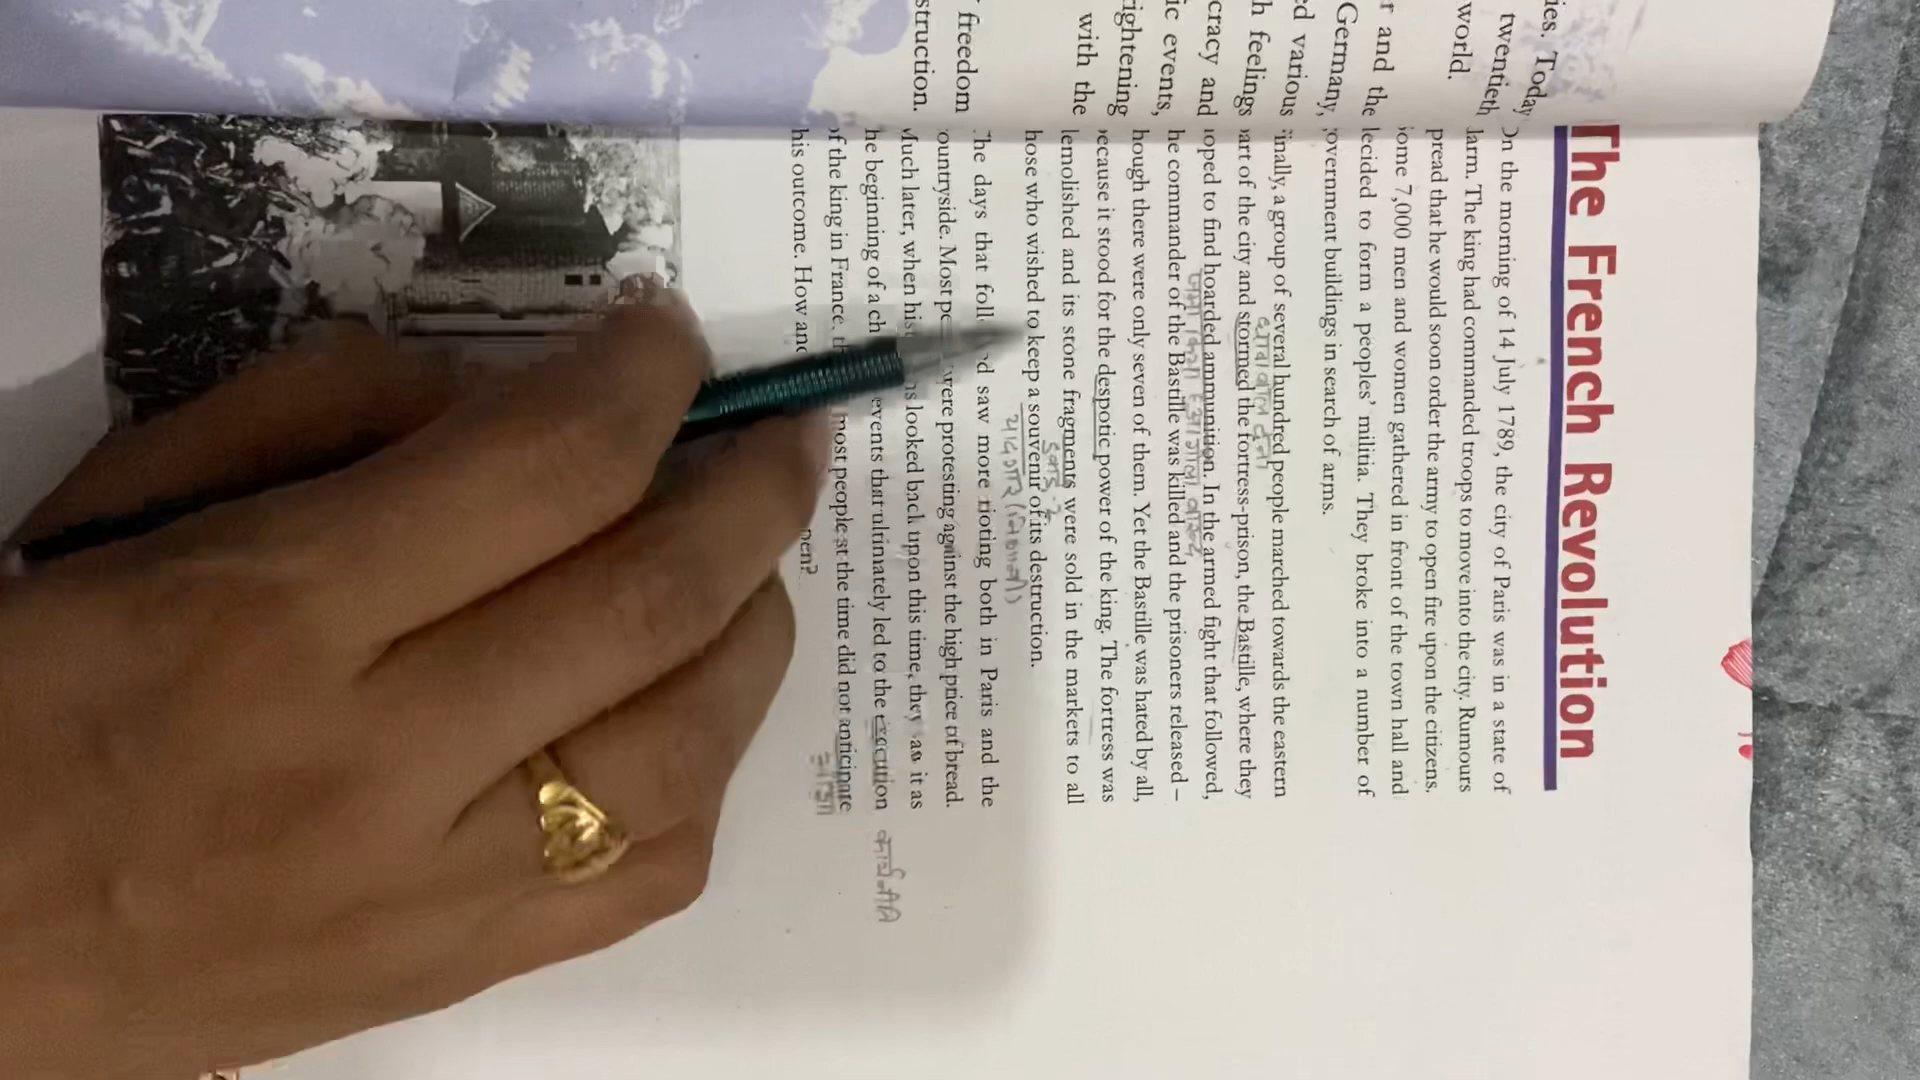 ies. Today
twentieth
world.
r and the
Germany,
ed various
h feelings
cracy and
ic events,
rightening
with the
freedom
struction.
The French Revolution
On the morning of 14 July 1789, the city of Paris was in a state of
larm. The king had commanded troops to move into the city. Rumours
pread that he would soon order the army to open fire upon the citizens.
ome 7,000 men and women gathered in front of the town hall and
lecided to form a peoples' militia. They broke into a number of
overnment buildings in search of arms.
inally, a group of several hundred people marched towards the eastern
धावा बोल देना
art of the city and stormed the fortress-prison, the Bastille, where they
oped to find hoarded ammunition. In the armed fight that followed,
he commander of the Bastille was killed and the prisoners released –
hough there were only seven of them. Yet the Bastille was hated by all,
ecause it stood for the despotic power of the king. The fortress was
lemolished and its stone fragments were sold in the markets to all
hose who wished to keep a souvenir of its destruction.
यादगार (निशानी)
The days that foll d saw more rioting both in Paris and the
ountryside. Most pe were protesting against the high price of bread.
Much later, when hist ns looked back upon this time, they saw it as
he beginning of a ch events that ultimately led to the execution
of the king in France, th most people at the time did not anticipate
his outcome. How and pen?